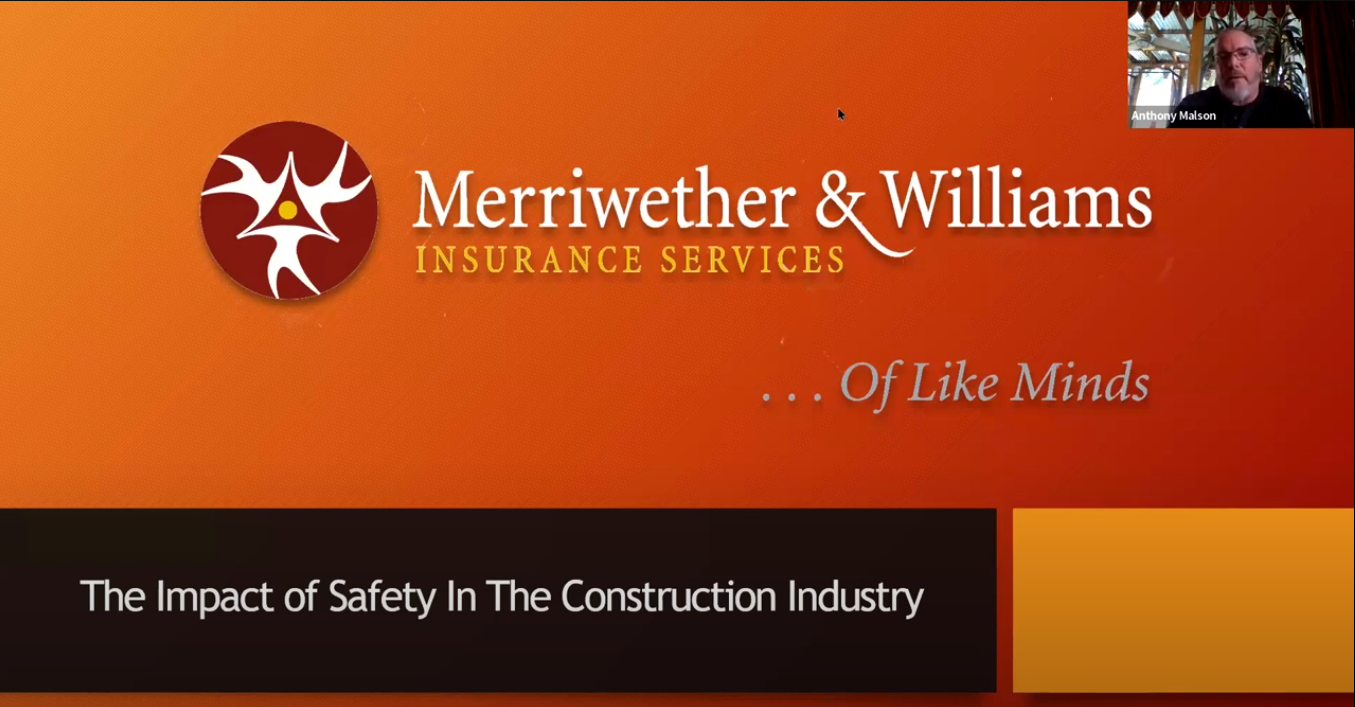 Anthony Malson
Merriwether & Williams
INSURANCE SERVICES
. . . Of Like Minds
The Impact of Safety In The Construction Industry